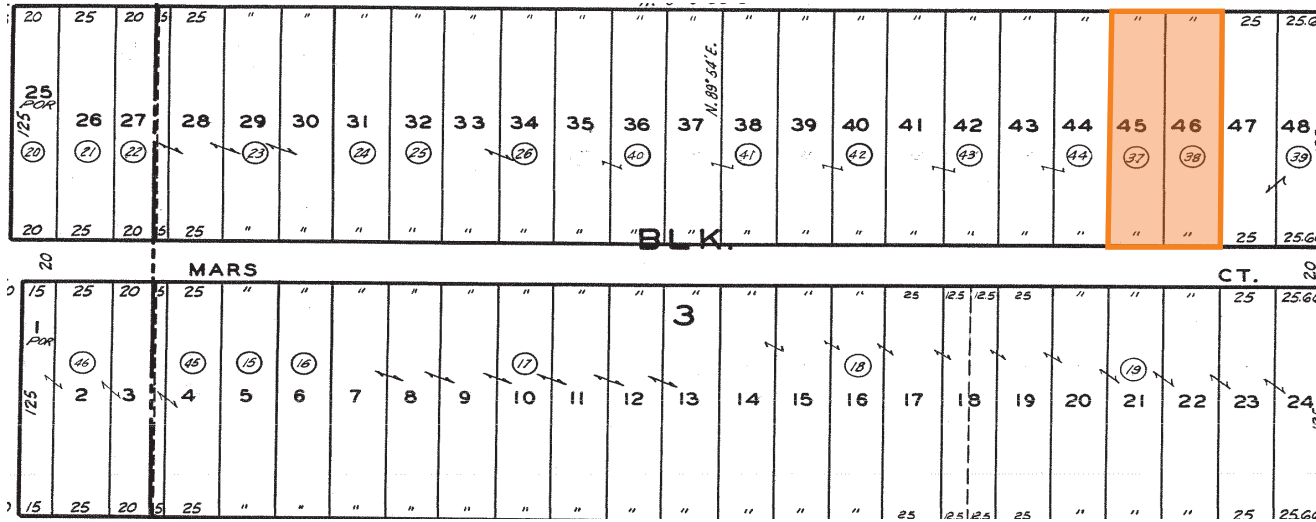 20 25 20 5 25 " " " " " " " " " " " " " " " " " " " 25
N. 89° 54' E.
25 POR 26 27 28 29 30 31 32 33 34 35 36 37 38 39 40 41 42 43 44 45 46 47 48
125
20 21 22 23 24 25 26 40 41 42 43 44 37 38 39
20 25 20 5 25 " " " " " " " " " " " " " " " " " " 25 25.60
BLK.
20 MARS CT. 20
15 25 20 5 25 " " " " " " " " " " " " 25 12.5 12.5 25 " " " 25 25.60
3
1 POR
46 45 15 16 17 18 19
125
2 3 4 5 6 7 8 9 10 11 12 13 14 15 16 17 18 19 20 21 22 23 24
15 25 20 5 25 " " " " " " " " " " " " 25 12.5 12.5 25 " " " 25 25.60